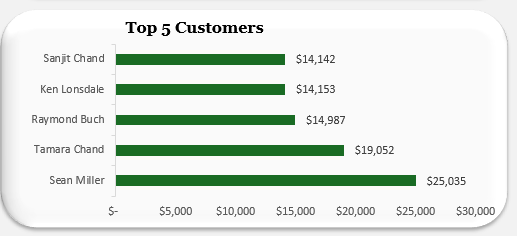 Top 5 Customers
Sanjit Chand $14,142
Ken Lonsdale $14,153
Raymond Buch $14,987
Tamara Chand $19,052
Sean Miller $25,035
$- $5,000 $10,000 $15,000 $20,000 $25,000 $30,000